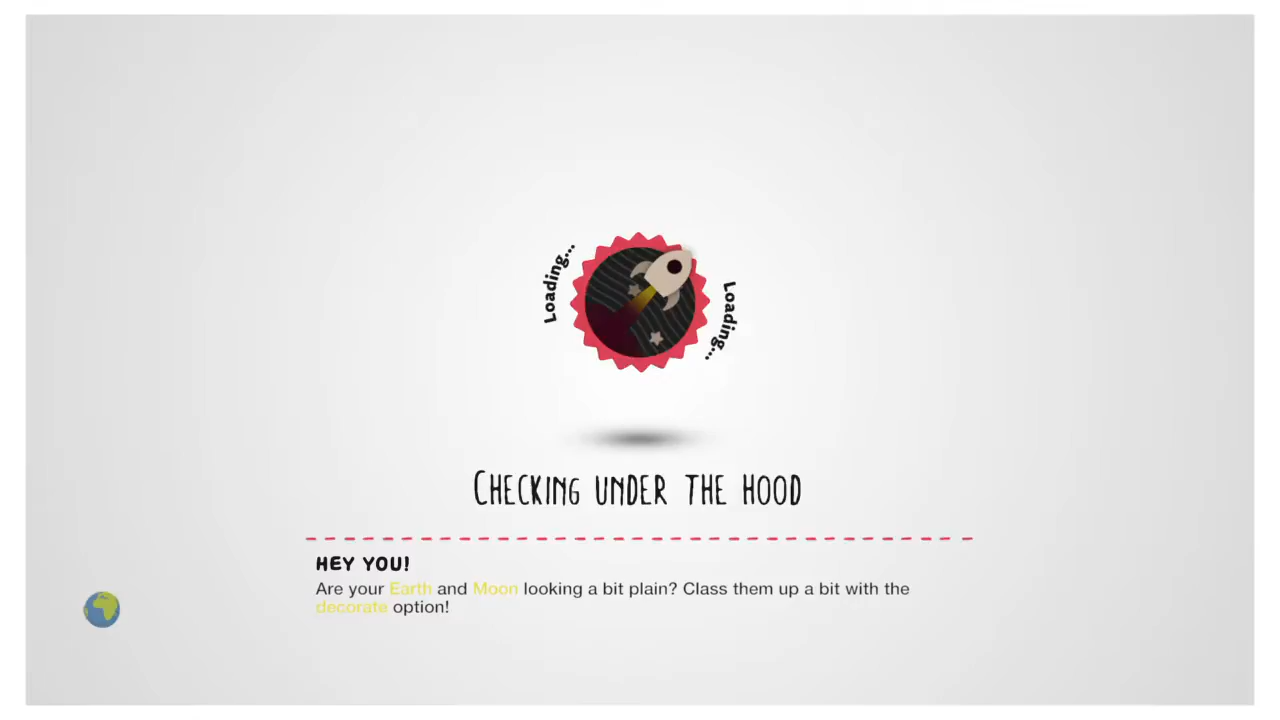 Loading...
Loading...
CHECKING UNDER THE HOOD
HEY YOU!
Are your Earth and Moon looking a bit plain? Class them up a bit with the
decorate option!